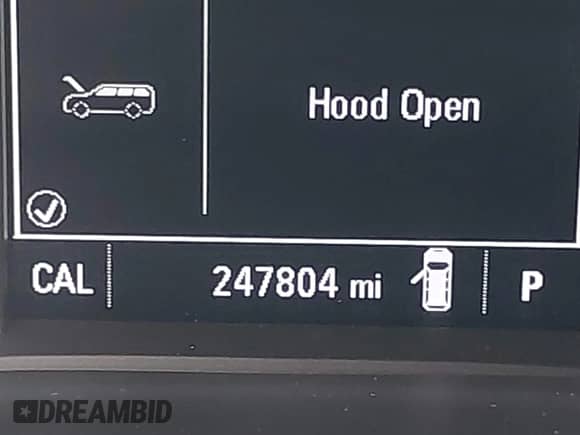 Hood Open
CAL
247804 mi
P
DREAMBID